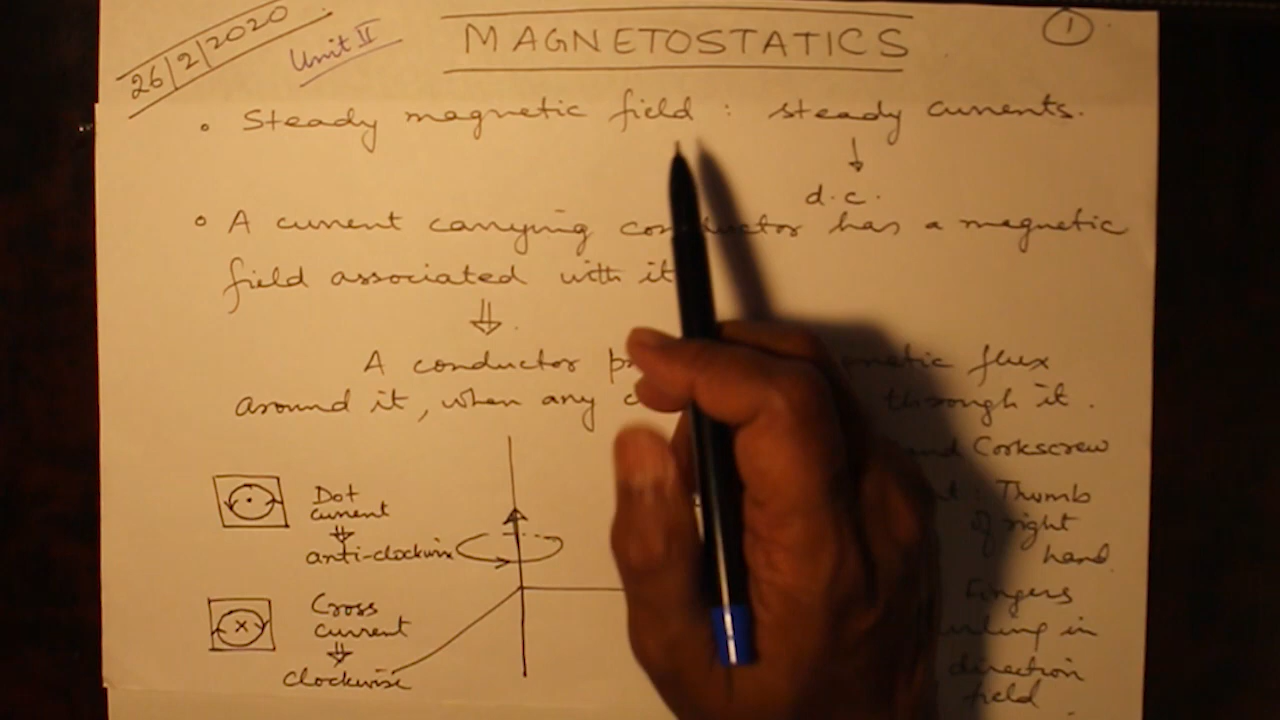 26/2/2020
Unit II
MAGNETOSTATICS
1
• Steady magnetic field : steady currents.
d.c.
• A current carrying conductor has a magnetic
field associated with it
A conductor flux
around it, when any through it.
Corkscrew
Dot
current
anti-clockwise
Thumb
of right
hand
Cross
current
clockwise
Fingers
in
direction
field